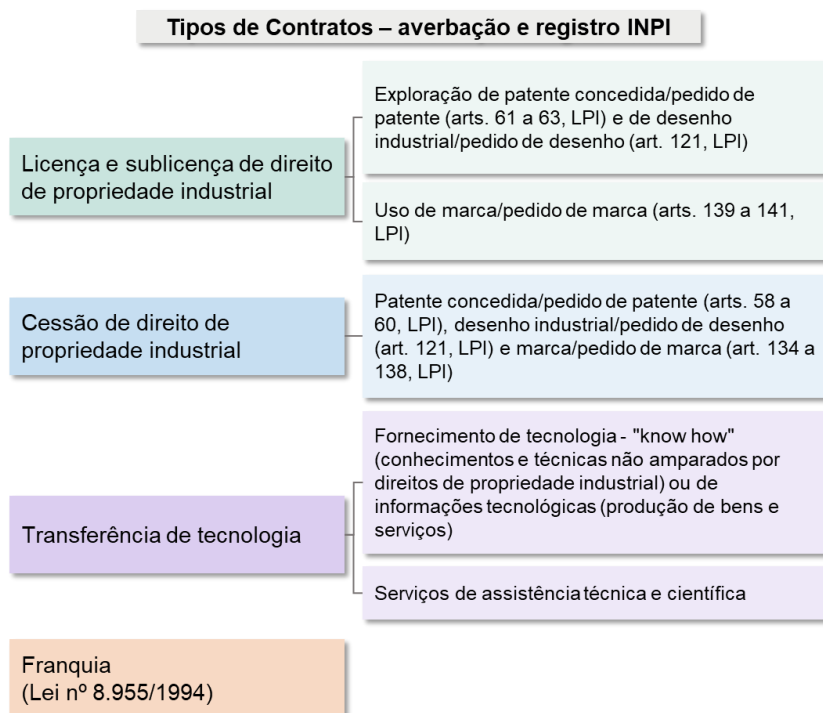 Tipos de Contratos – averbação e registro INPI
Licença e sublicença de direito
de propriedade industrial
Exploração de patente concedida/pedido de
patente (arts. 61 a 63, LPI) e de desenho
industrial/pedido de desenho (art. 121, LPI)
Uso de marca/pedido de marca (arts. 139 a 141,
LPI)
Cessão de direito de
propriedade industrial
Patente concedida/pedido de patente (arts. 58 a
60, LPI), desenho industrial/pedido de desenho
(art. 121, LPI) e marca/pedido de marca (art. 134 a
138, LPI)
Transferência de tecnologia
Fornecimento de tecnologia - "know how"
(conhecimentos e técnicas não amparados por
direitos de propriedade industrial) ou de
informações tecnológicas (produção de bens e
serviços)
Serviços de assistência técnica e científica
Franquia
(Lei nº 8.955/1994)